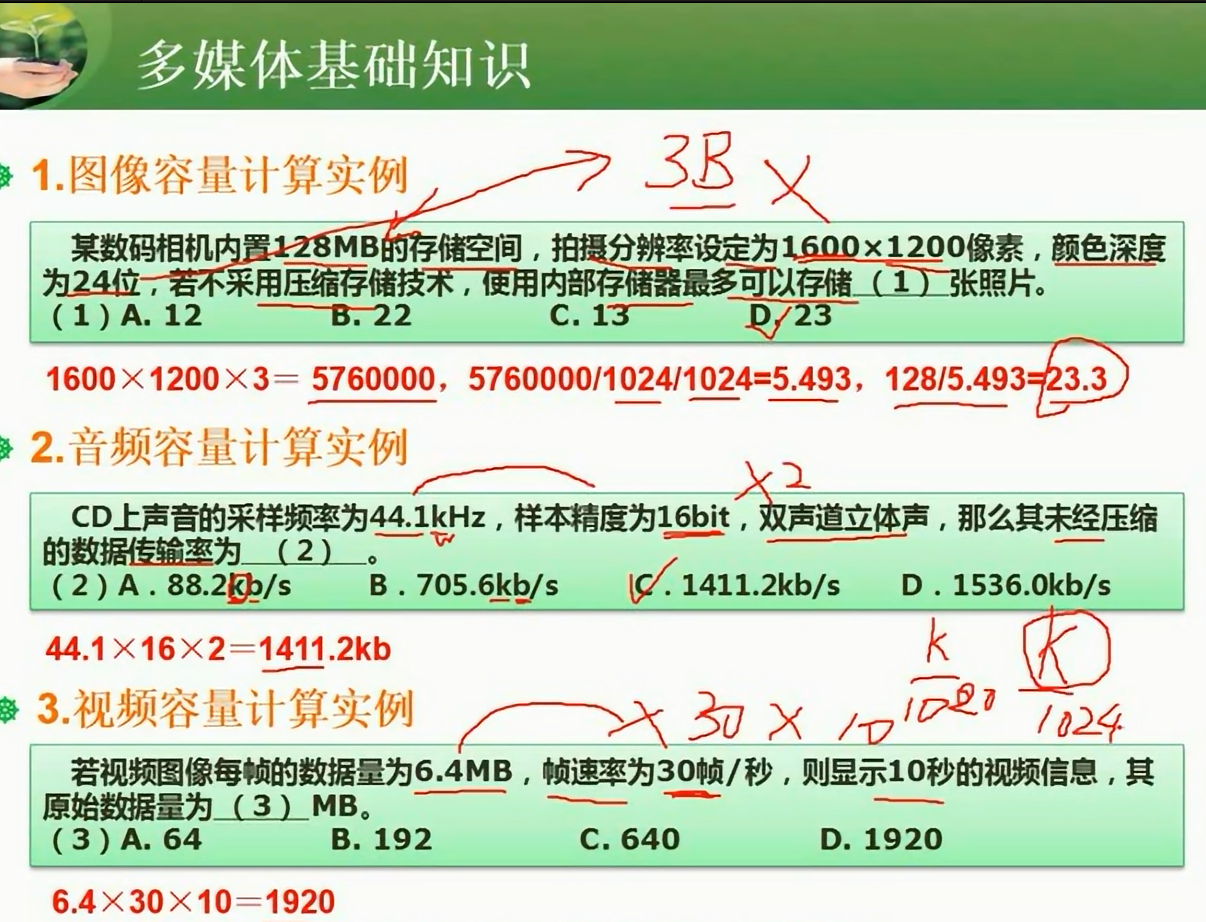 多媒体基础知识
1.图像容量计算实例
3B ×
某数码相机内置128MB的存储空间，拍摄分辨率设定为1600×1200像素，颜色深度
为24位，若不采用压缩存储技术，使用内部存储器最多可以存储（1）张照片。
（1）A. 12 B. 22 C. 13 D. 23
1600×1200×3＝ 5760000，5760000/1024/1024=5.493，128/5.493=23.3
2.音频容量计算实例
×2
CD上声音的采样频率为44.1kHz，样本精度为16bit，双声道立体声，那么其未经压缩
的数据传输率为（2）。
（2）A．88.2kb/s B．705.6kb/s C．1411.2kb/s D．1536.0kb/s
44.1×16×2＝1411.2kb
k K
1024
3.视频容量计算实例
× 30 × 10
若视频图像每帧的数据量为6.4MB，帧速率为30帧/秒，则显示10秒的视频信息，其
原始数据量为（3）MB。
（3）A. 64 B. 192 C. 640 D. 1920
6.4×30×10＝1920